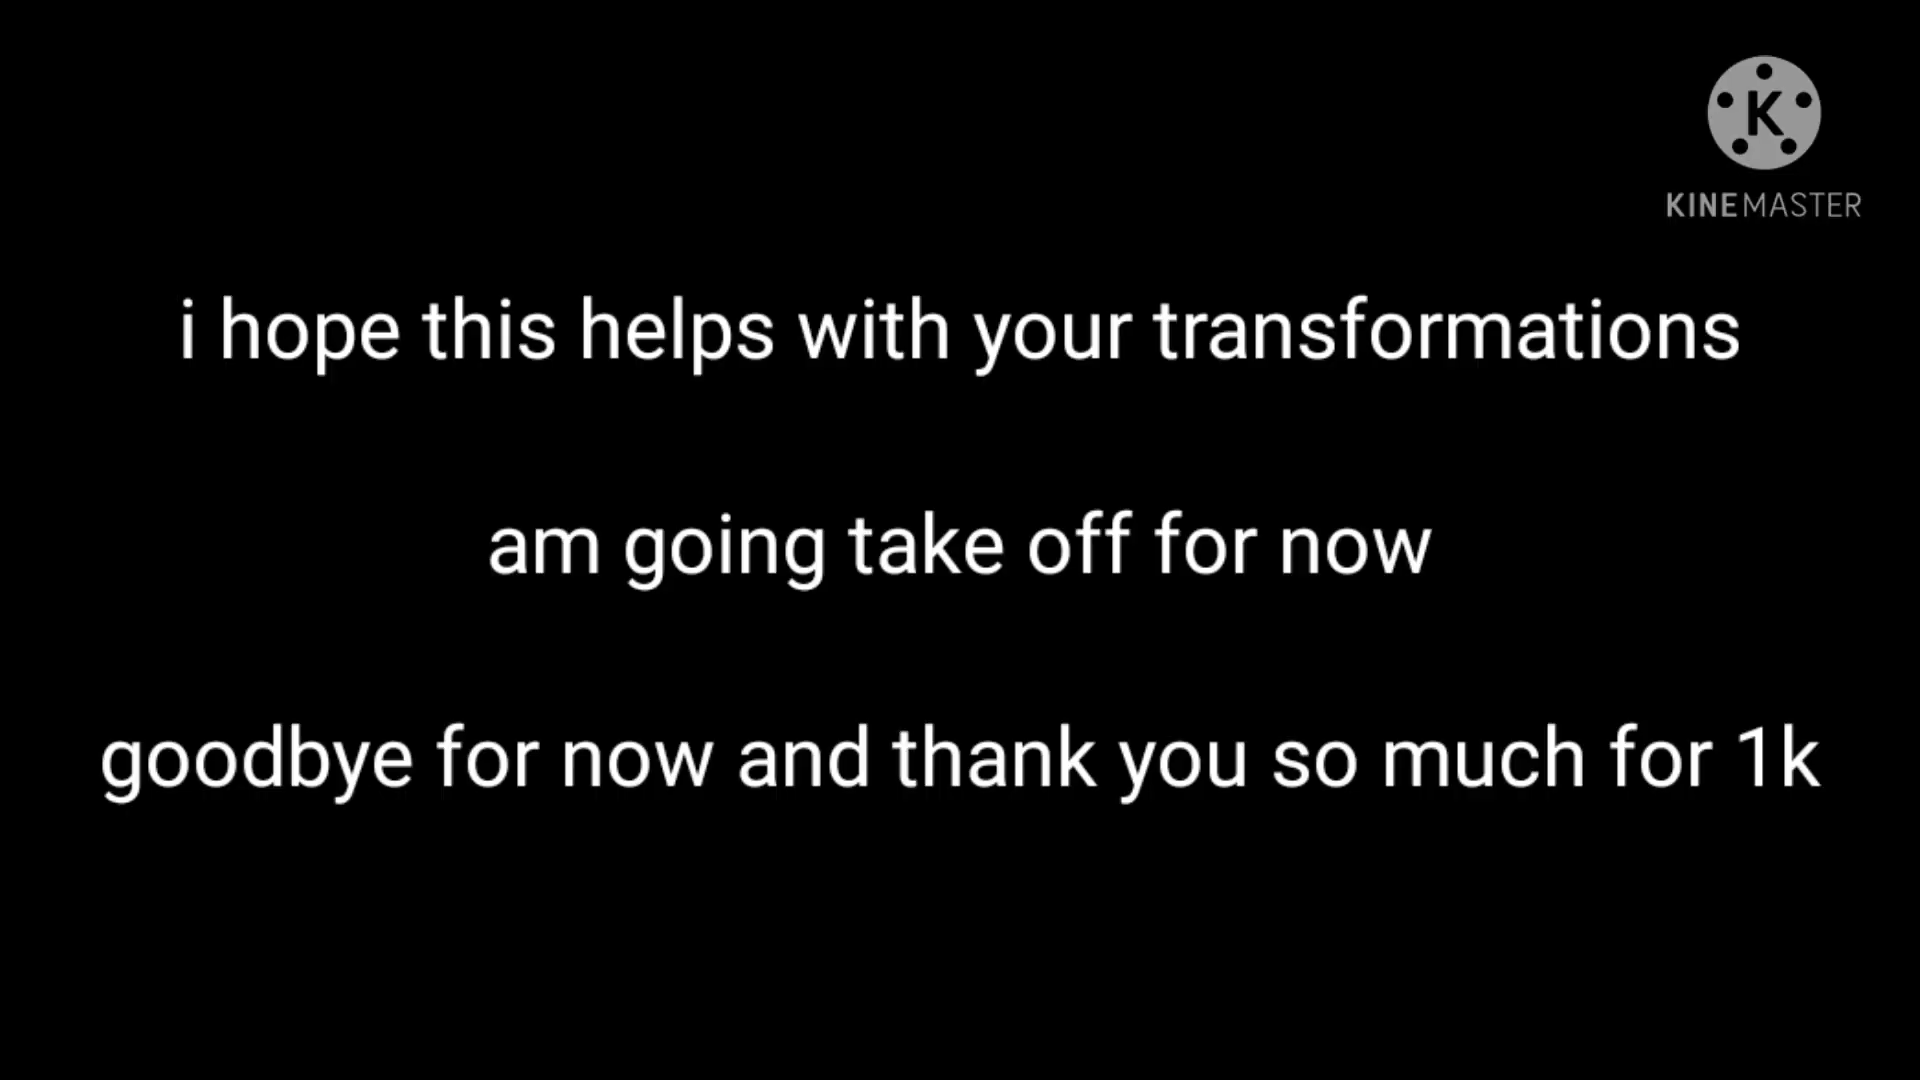 K
KINEMASTER
i hope this helps with your transformations
am going take off for now
goodbye for now and thank you so much for 1k